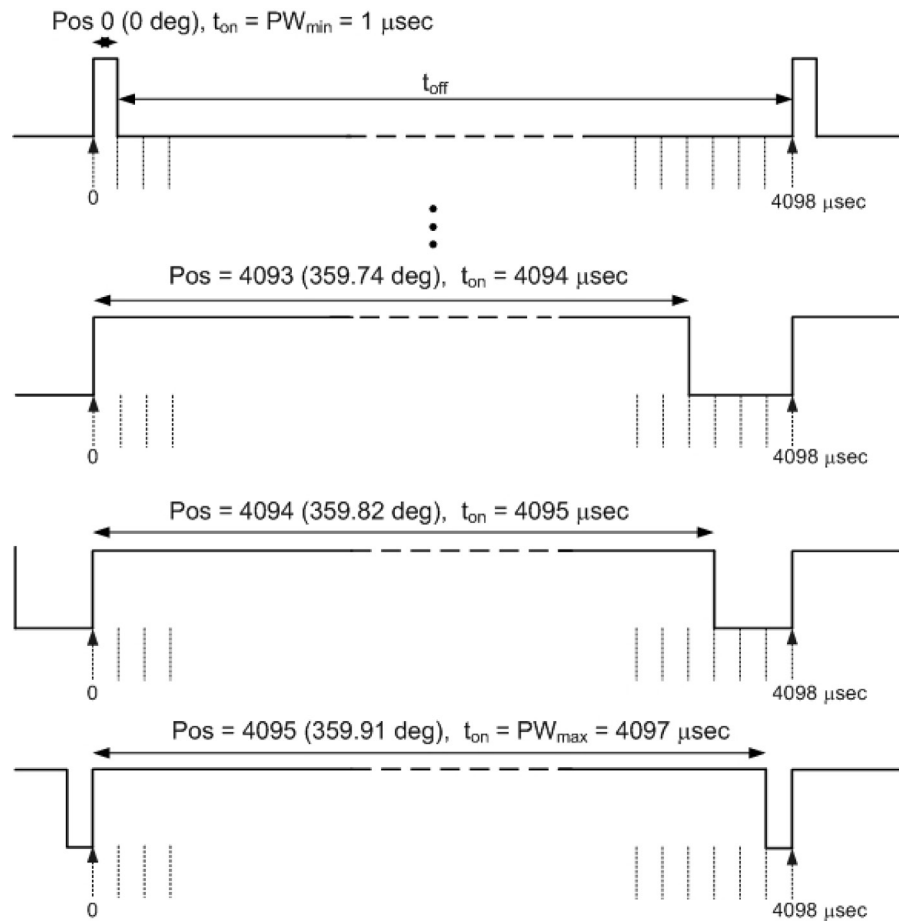 Pos 0 (0 deg), tₒₙ = PWₘᵢₙ = 1 μsec
t_off
0
4098 μsec
Pos = 4093 (359.74 deg), tₒₙ = 4094 μsec
0
4098 μsec
Pos = 4094 (359.82 deg), tₒₙ = 4095 μsec
0
4098 μsec
Pos = 4095 (359.91 deg), tₒₙ = PWₘₐₓ = 4097 μsec
0
4098 μsec